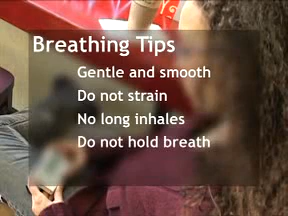 Breathing Tips
Gentle and smooth
Do not strain
No long inhales
Do not hold breath